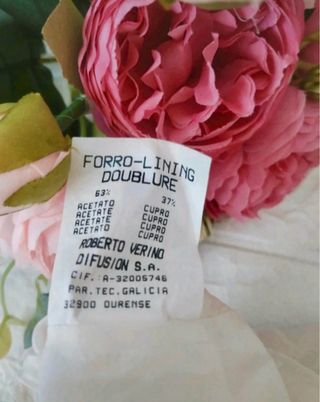 FORRO-LINING
DOUBLURE
63% 37%
ACETATO CUPRO
ACETATE CUPRO
ACETATE CUPRO
ACETATO CUPRO
ROBERTO VERINO
DIFUSION S.A.
CIF.: A-32005746
PAR.TEC.GALICIA
32900 OURENSE